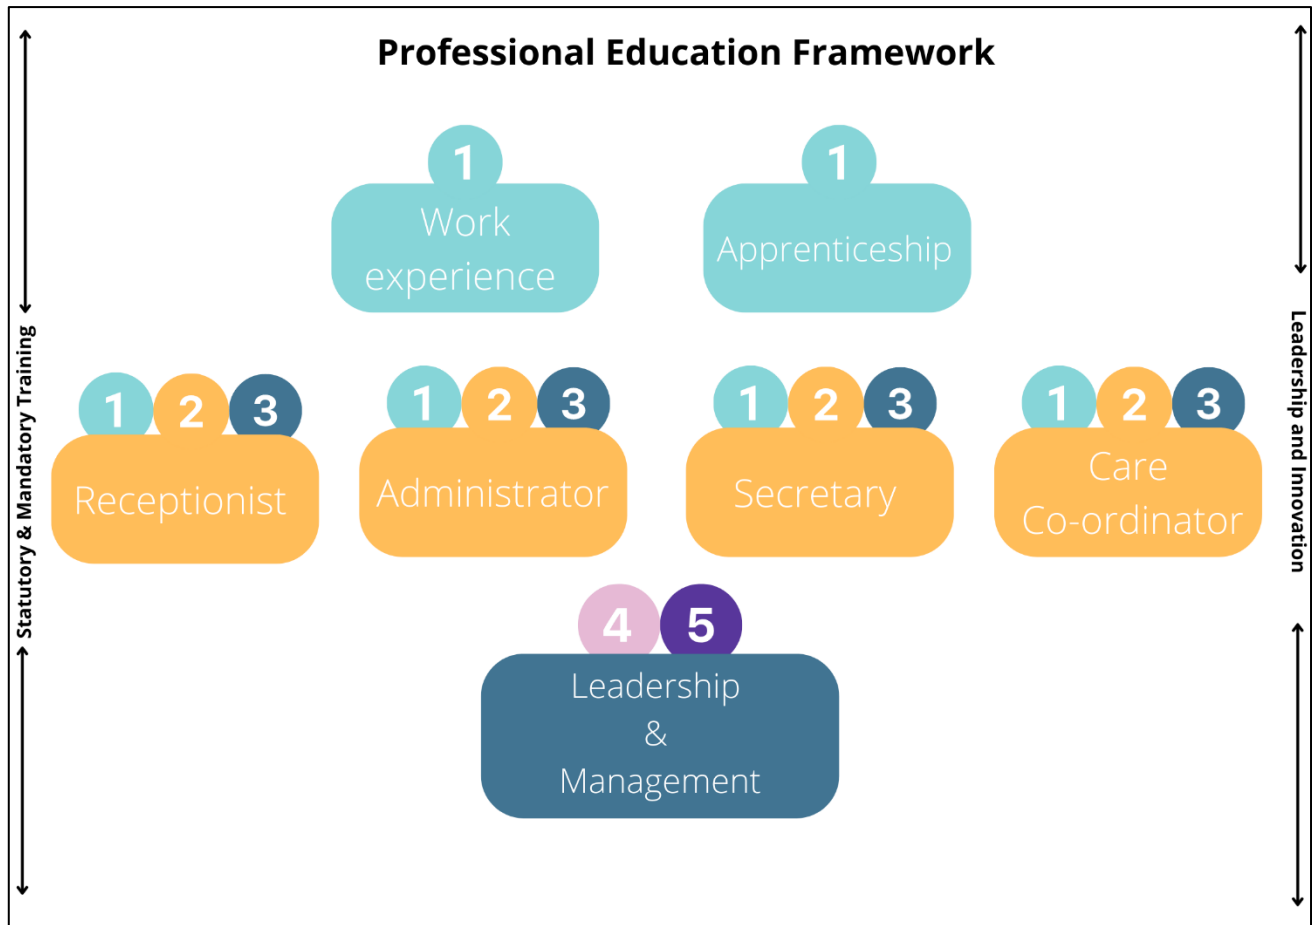 Professional Education Framework
1
1
Work
experience
Apprenticeship
Statutory & Mandatory Training
Leadership and Innovation
1 2 3
1 2 3
1 2 3
1 2 3
Receptionist
Administrator
Secretary
Care
Co-ordinator
4 5
Leadership
&
Management